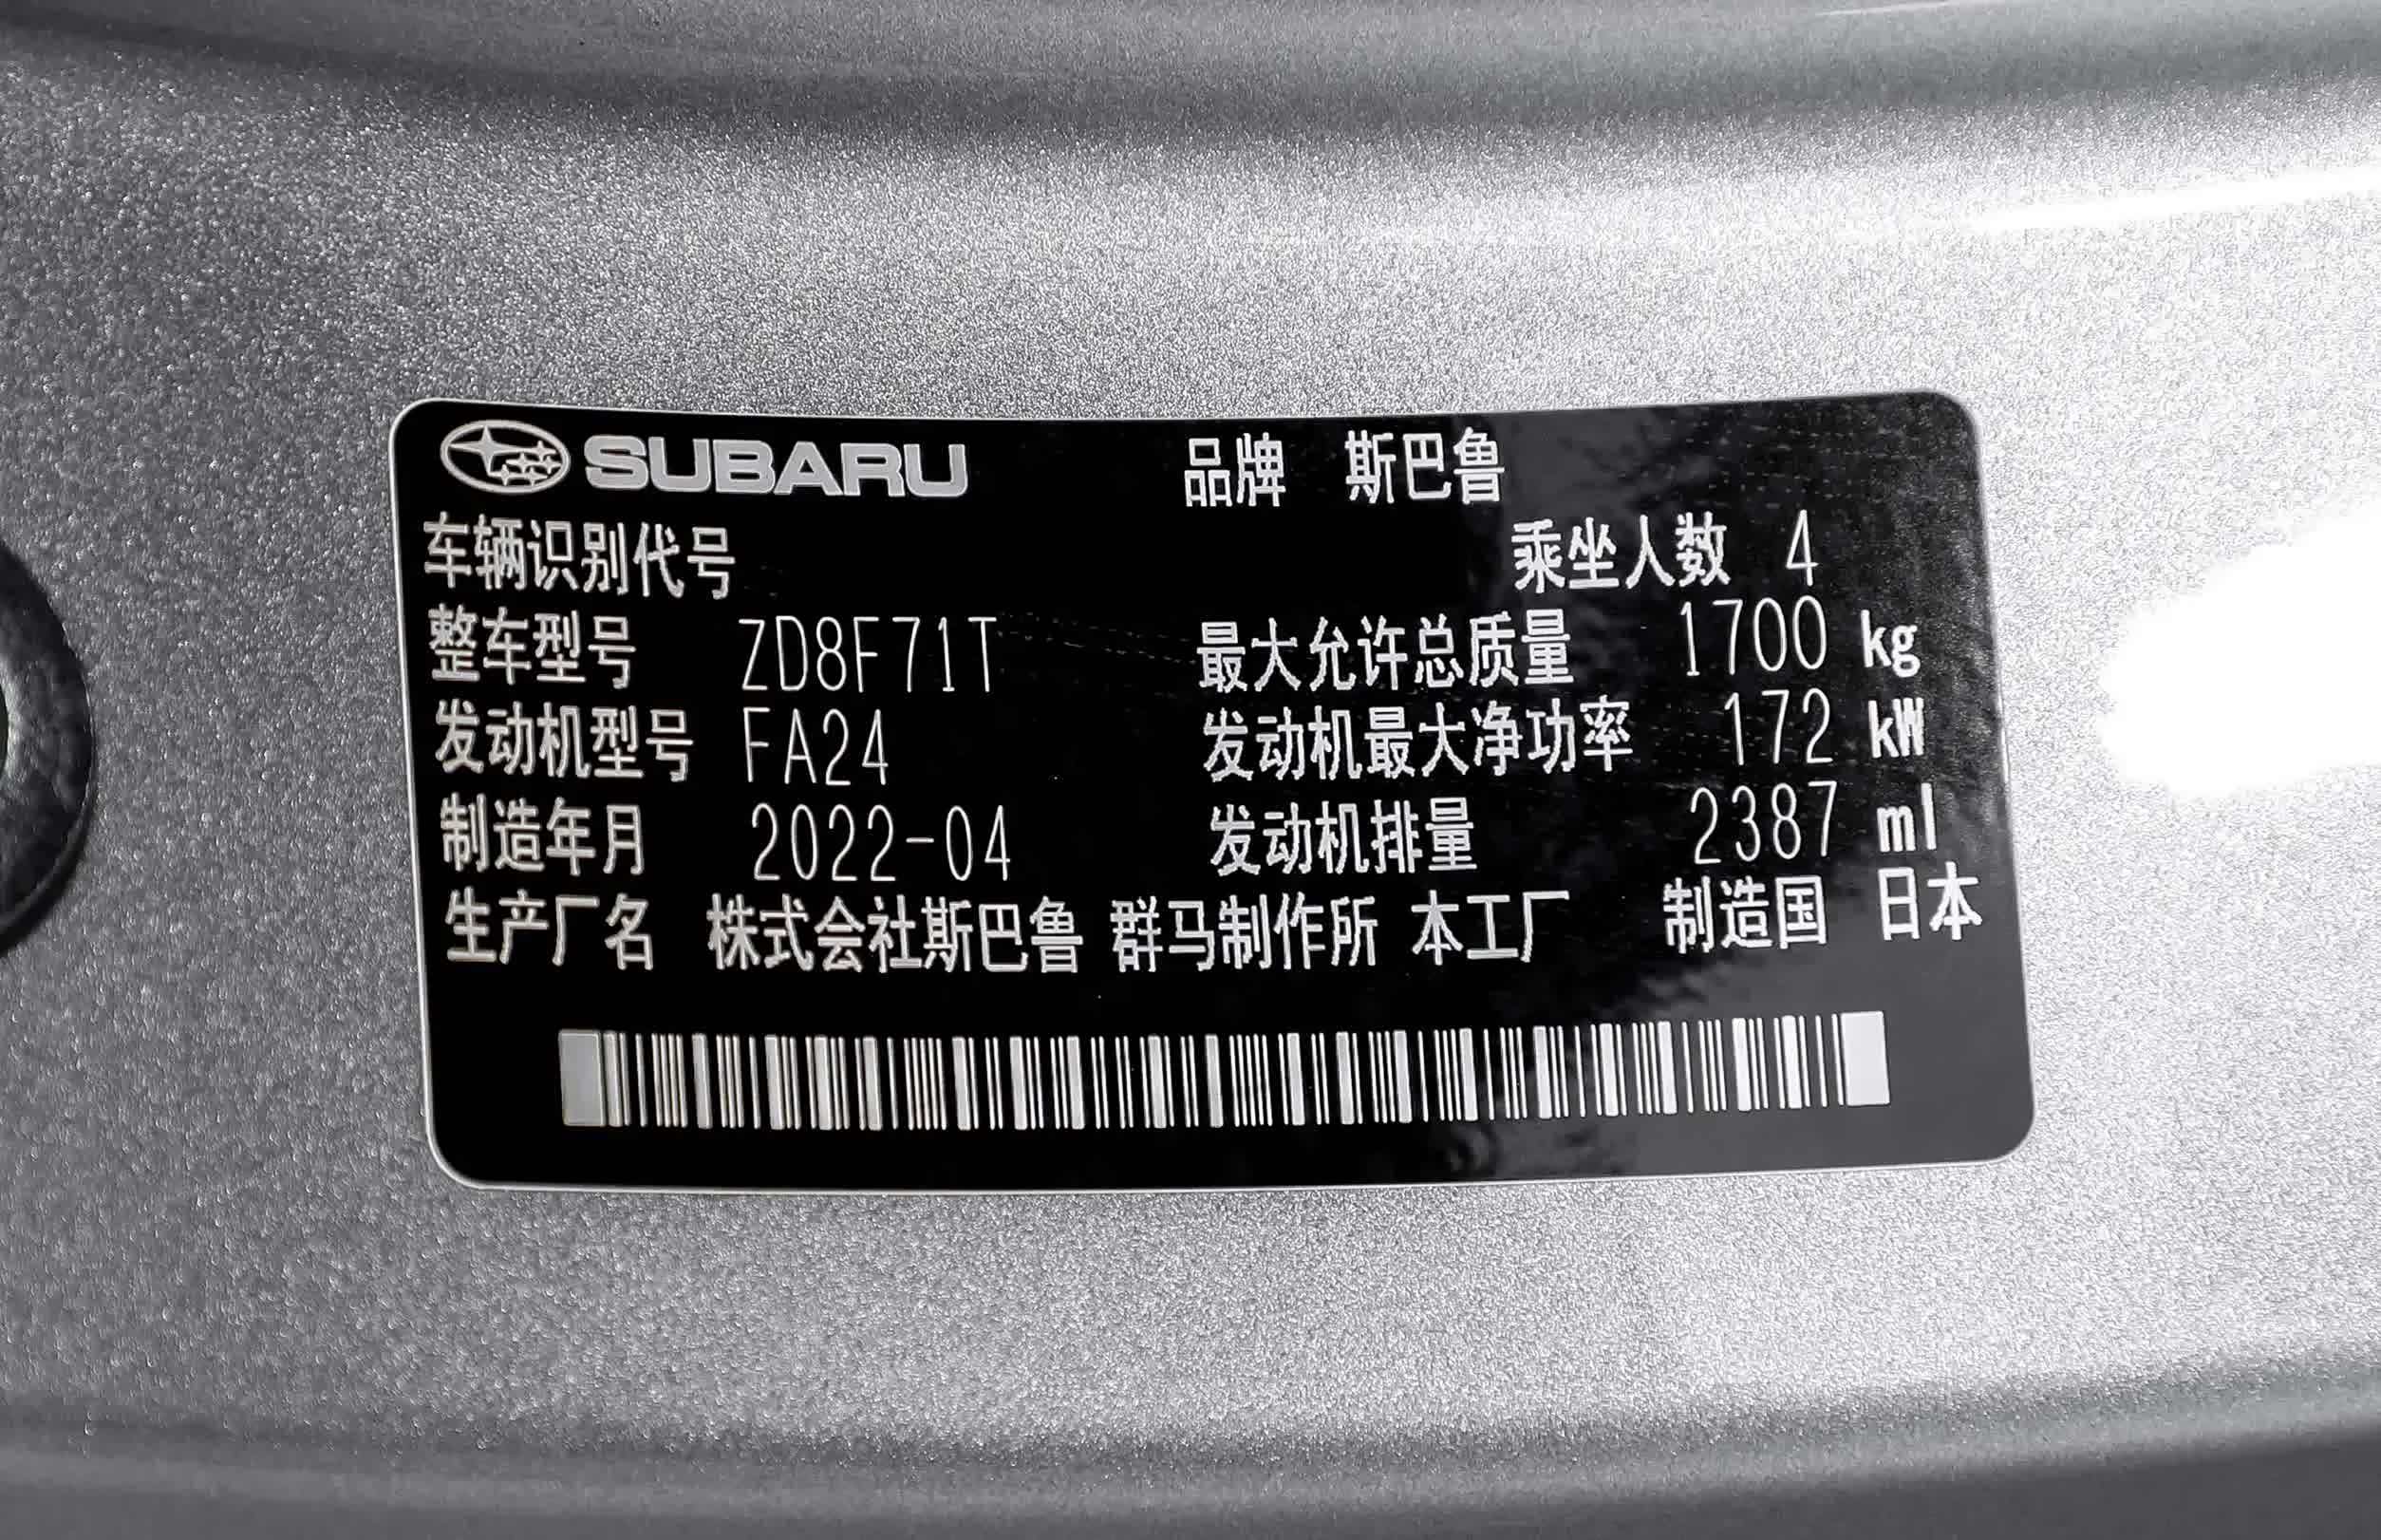 SUBARU 品牌 斯巴鲁
车辆识别代号 乘坐人数 4
整车型号 ZD8F71T 最大允许总质量 1700 kg
发动机型号 FA24 发动机最大净功率 172 kW
制造年月 2022-04 发动机排量 2387 ml
生产厂名 株式会社斯巴鲁 群马制作所 本工厂 制造国 日本